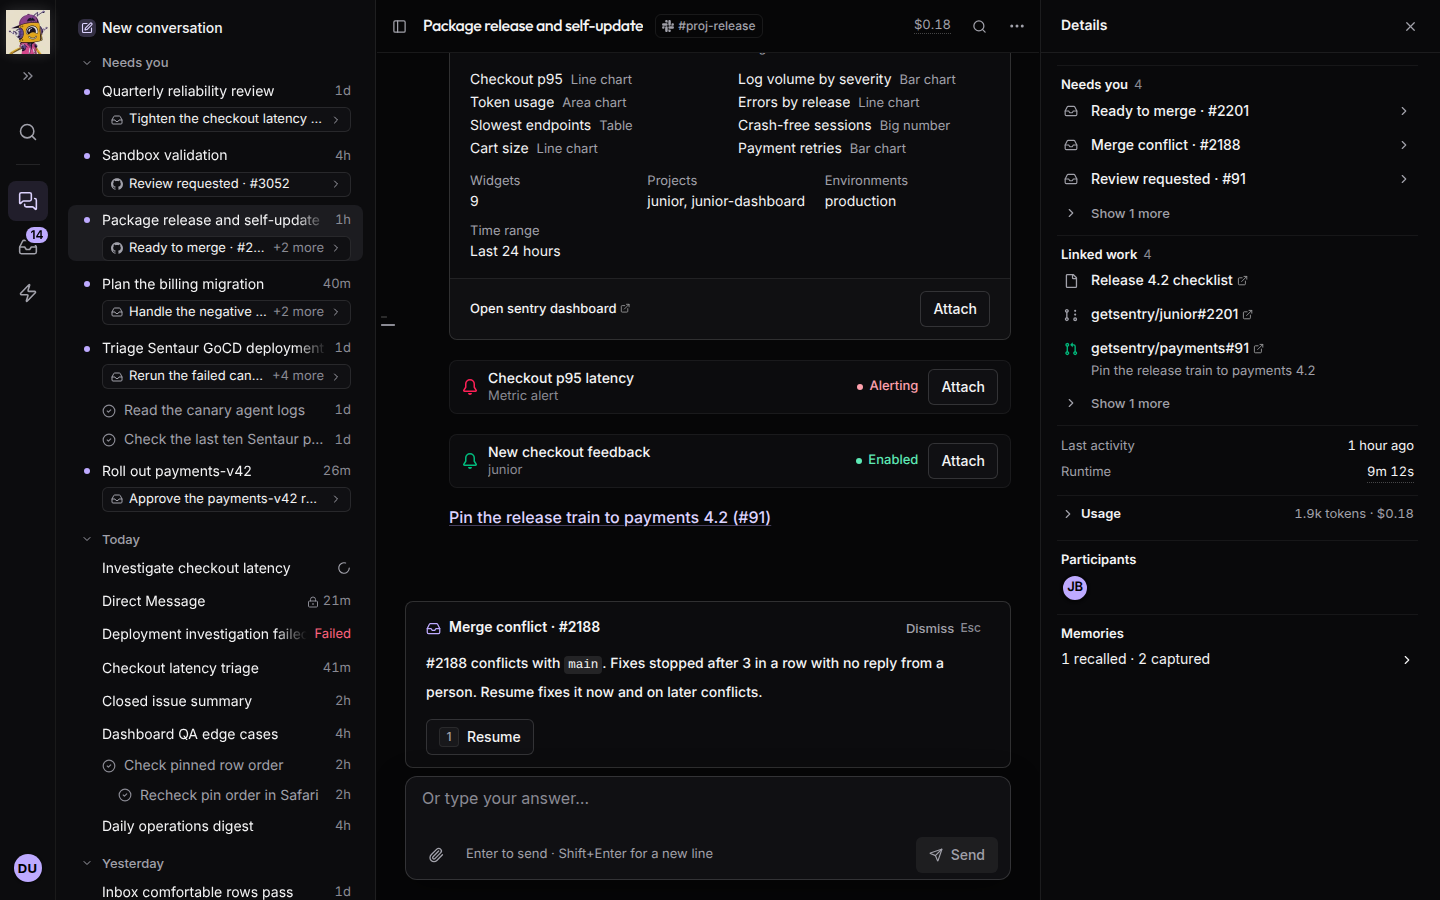 New conversation
Needs you
Quarterly reliability review 1d
Tighten the checkout latency ...
Sandbox validation 4h
Review requested · #3052
Package release and self-update 1h
Ready to merge · #2... +2 more
14
Plan the billing migration 40m
Handle the negative ... +2 more
Triage Sentaur GoCD deployment 1d
Rerun the failed can... +4 more
Read the canary agent logs 1d
Check the last ten Sentaur p... 1d
Roll out payments-v42 26m
Approve the payments-v42 r...
Today
Investigate checkout latency
Direct Message 21m
Deployment investigation failed Failed
Checkout latency triage 41m
Closed issue summary 2h
Dashboard QA edge cases 4h
Check pinned row order 2h
Recheck pin order in Safari 2h
Daily operations digest 4h
Yesterday
Inbox comfortable rows pass 1d
DU
Package release and self-update #proj-release $0.18
Checkout p95 Line chart Log volume by severity Bar chart
Token usage Area chart Errors by release Line chart
Slowest endpoints Table Crash-free sessions Big number
Cart size Line chart Payment retries Bar chart
Widgets Projects Environments
9 junior, junior-dashboard production
Time range
Last 24 hours
Open sentry dashboard Attach
Checkout p95 latency
Metric alert
Alerting Attach
New checkout feedback
junior
Enabled Attach
Pin the release train to payments 4.2 (#91)
Merge conflict · #2188 Dismiss Esc
#2188 conflicts with main. Fixes stopped after 3 in a row with no reply from a
person. Resume fixes it now and on later conflicts.
1 Resume
Or type your answer...
Enter to send · Shift+Enter for a new line Send
Details
Needs you 4
Ready to merge · #2201
Merge conflict · #2188
Review requested · #91
Show 1 more
Linked work 4
Release 4.2 checklist
getsentry/junior#2201
getsentry/payments#91
Pin the release train to payments 4.2
Show 1 more
Last activity 1 hour ago
Runtime 9m 12s
Usage 1.9k tokens · $0.18
Participants
JB
Memories
1 recalled · 2 captured